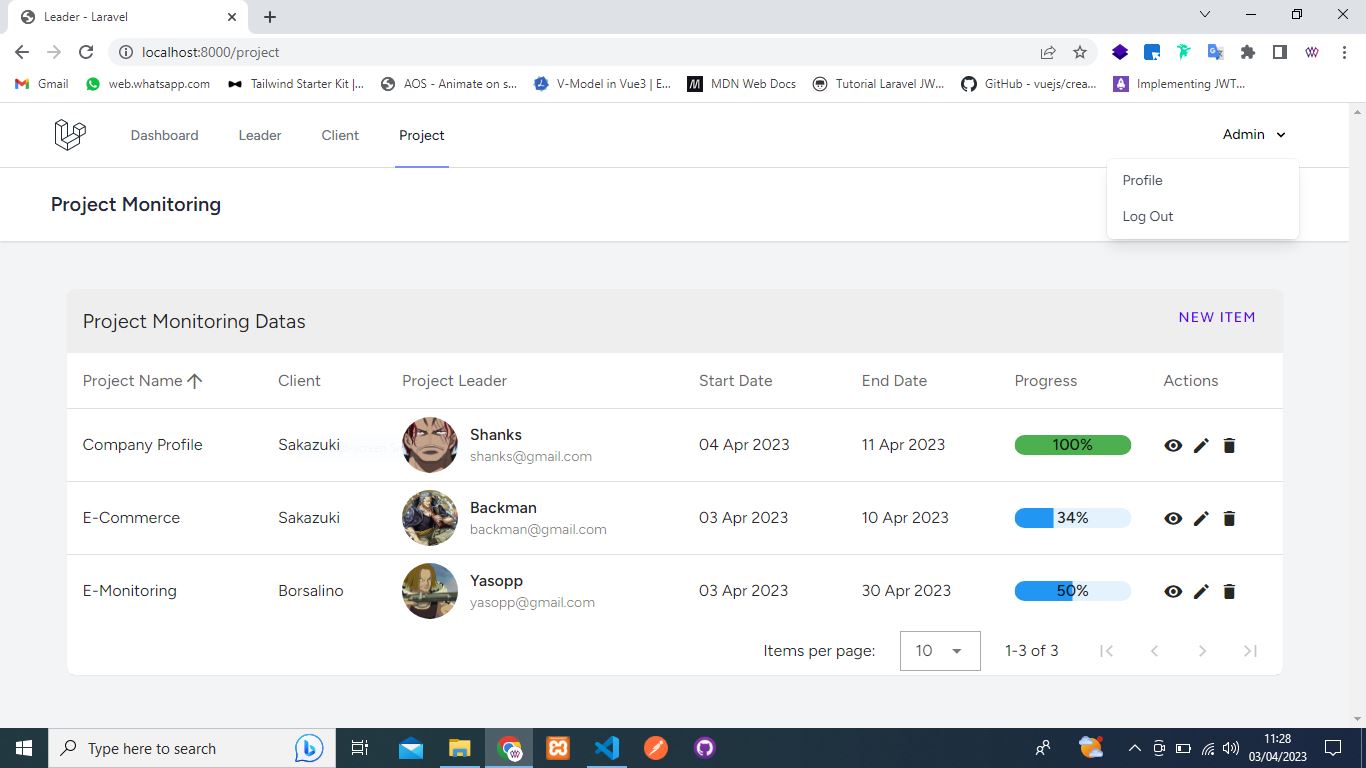 Leader - Laravel
localhost:8000/project
Gmail web.whatsapp.com Tailwind Starter Kit |... AOS - Animate on s... V-Model in Vue3 | E... MDN Web Docs Tutorial Laravel JW... GitHub - vuejs/crea... Implementing JWT...
Dashboard Leader Client Project Admin
Profile
Project Monitoring
Log Out
Project Monitoring Datas NEW ITEM
Project Name Client Project Leader Start Date End Date Progress Actions
Company Profile Sakazuki Shanks 04 Apr 2023 11 Apr 2023 100%
shanks@gmail.com
E-Commerce Sakazuki Backman 03 Apr 2023 10 Apr 2023 34%
backman@gmail.com
E-Monitoring Borsalino Yasopp 03 Apr 2023 30 Apr 2023 50%
yasopp@gmail.com
Items per page: 10 1-3 of 3
Type here to search
11:28
03/04/2023